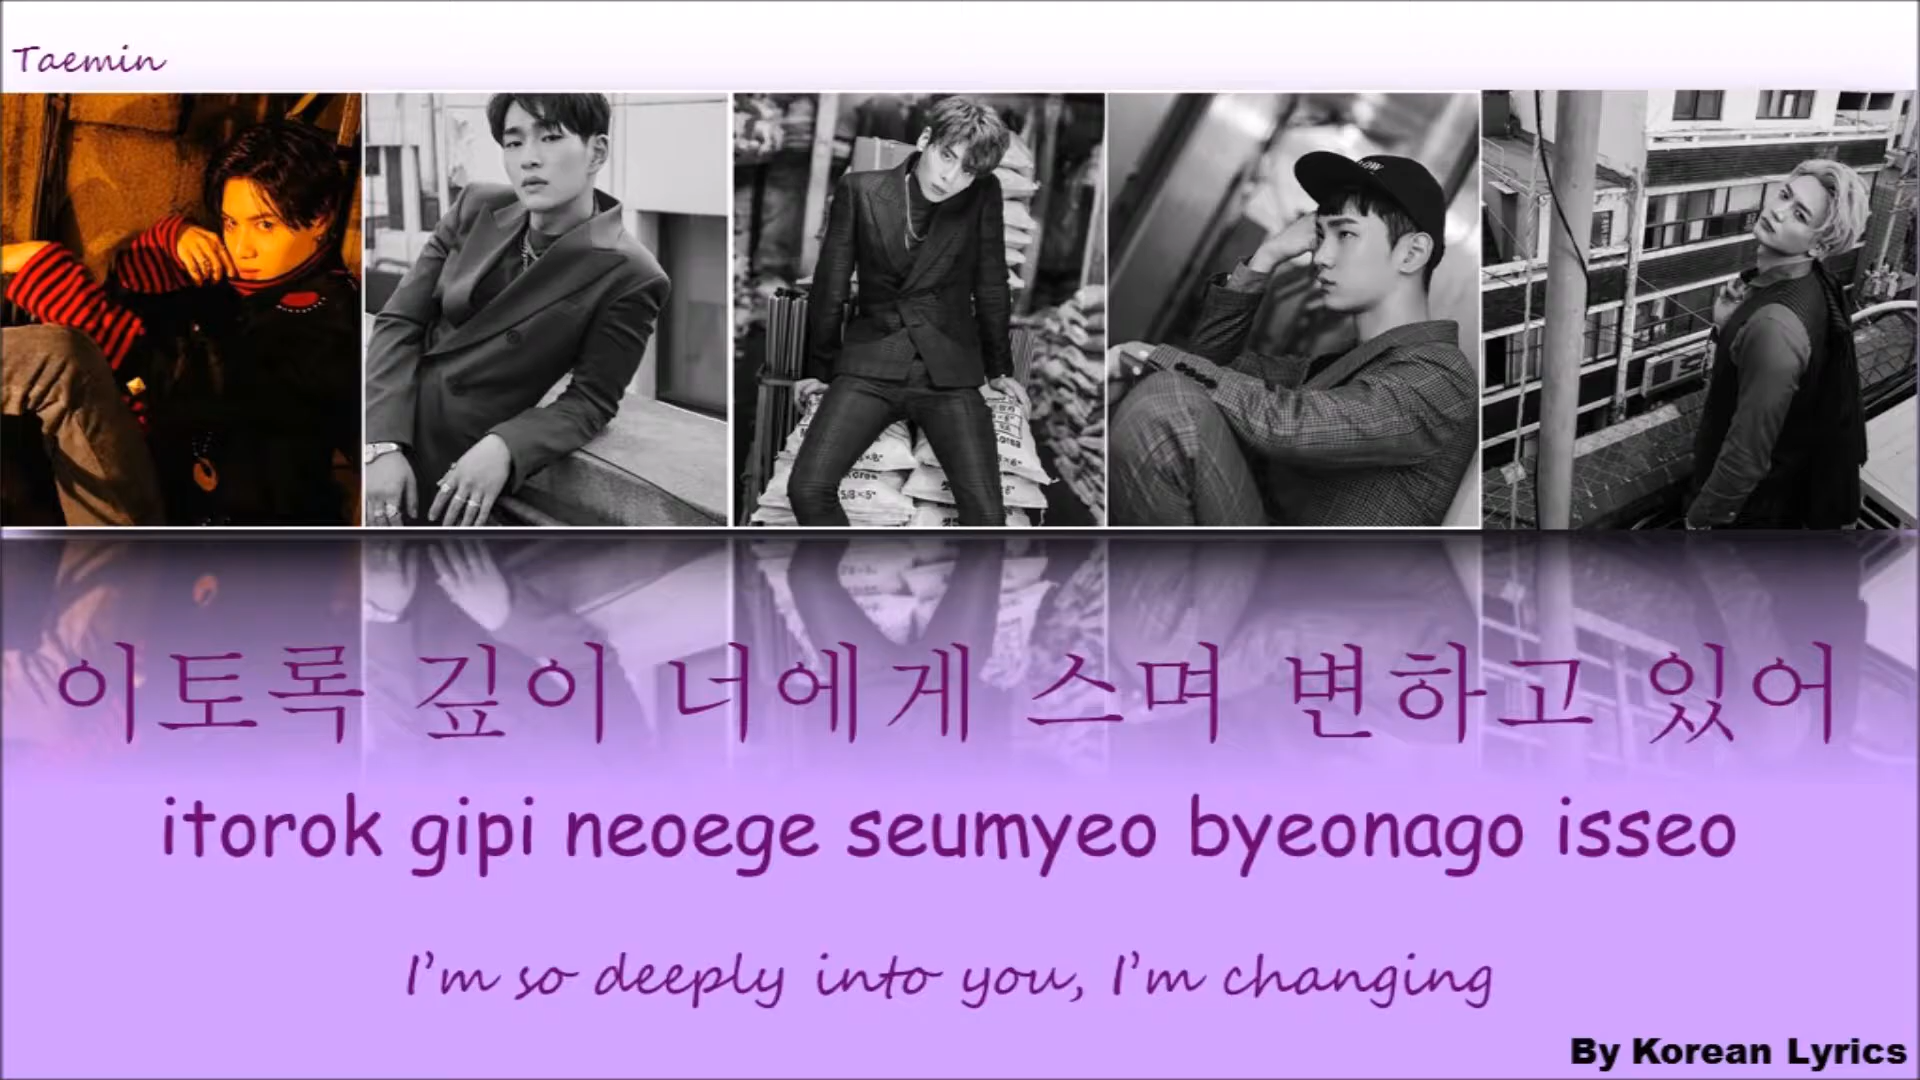 Taemin
이토록 깊이 너에게 스며 변하고 있어
itorok gipi neoege seumyeo byeonago isseo
I'm so deeply into you, I'm changing
By Korean Lyrics